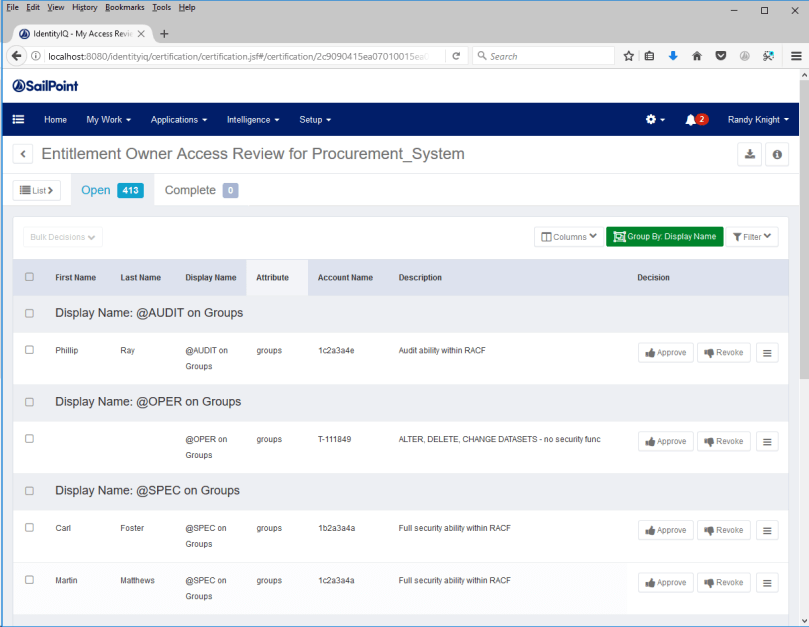 File Edit View History Bookmarks Tools Help
IdentityIQ - My Access Revie
localhost:8080/identityiq/certification/certification.jsf#/certification/2c9090415ea07010015ea
Search
SailPoint
Home My Work Applications Intelligence Setup 2 Randy Knight
Entitlement Owner Access Review for Procurement_System
List Open 413 Complete 0
Bulk Decisions Columns Group By: Display Name Filter
First Name Last Name Display Name Attribute Account Name Description Decision
Display Name: @AUDIT on Groups
Phillip Ray @AUDIT on groups 1c2a3a4e Audit ability within RACF Approve Revoke
Groups
Display Name: @OPER on Groups
@OPER on groups T-111849 ALTER, DELETE, CHANGE DATASETS - no security func Approve Revoke
Groups
Display Name: @SPEC on Groups
Carl Foster @SPEC on groups 1b2a3a4a Full security ability within RACF Approve Revoke
Groups
Martin Matthews @SPEC on groups 1c2a3a4a Full security ability within RACF Approve Revoke
Groups